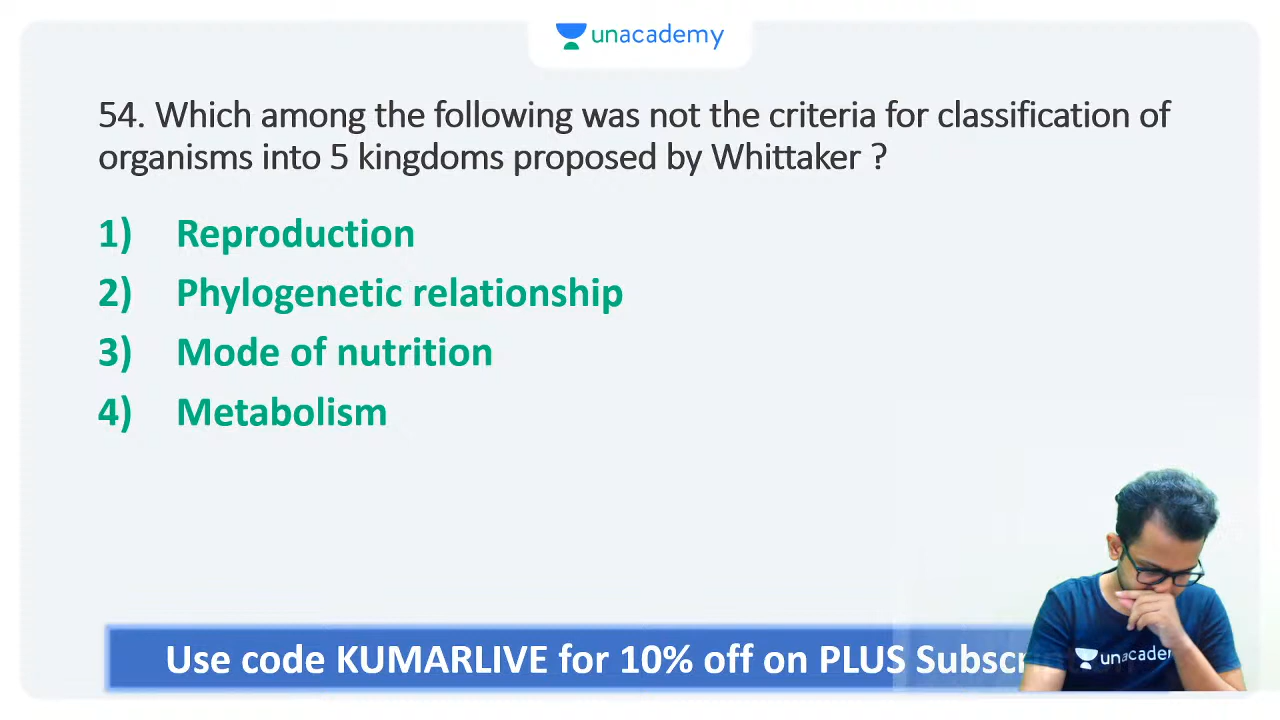 unacademy
54. Which among the following was not the criteria for classification of
organisms into 5 kingdoms proposed by Whittaker ?
1) Reproduction
2) Phylogenetic relationship
3) Mode of nutrition
4) Metabolism
Use code KUMARLIVE for 10% off on PLUS
unacademy